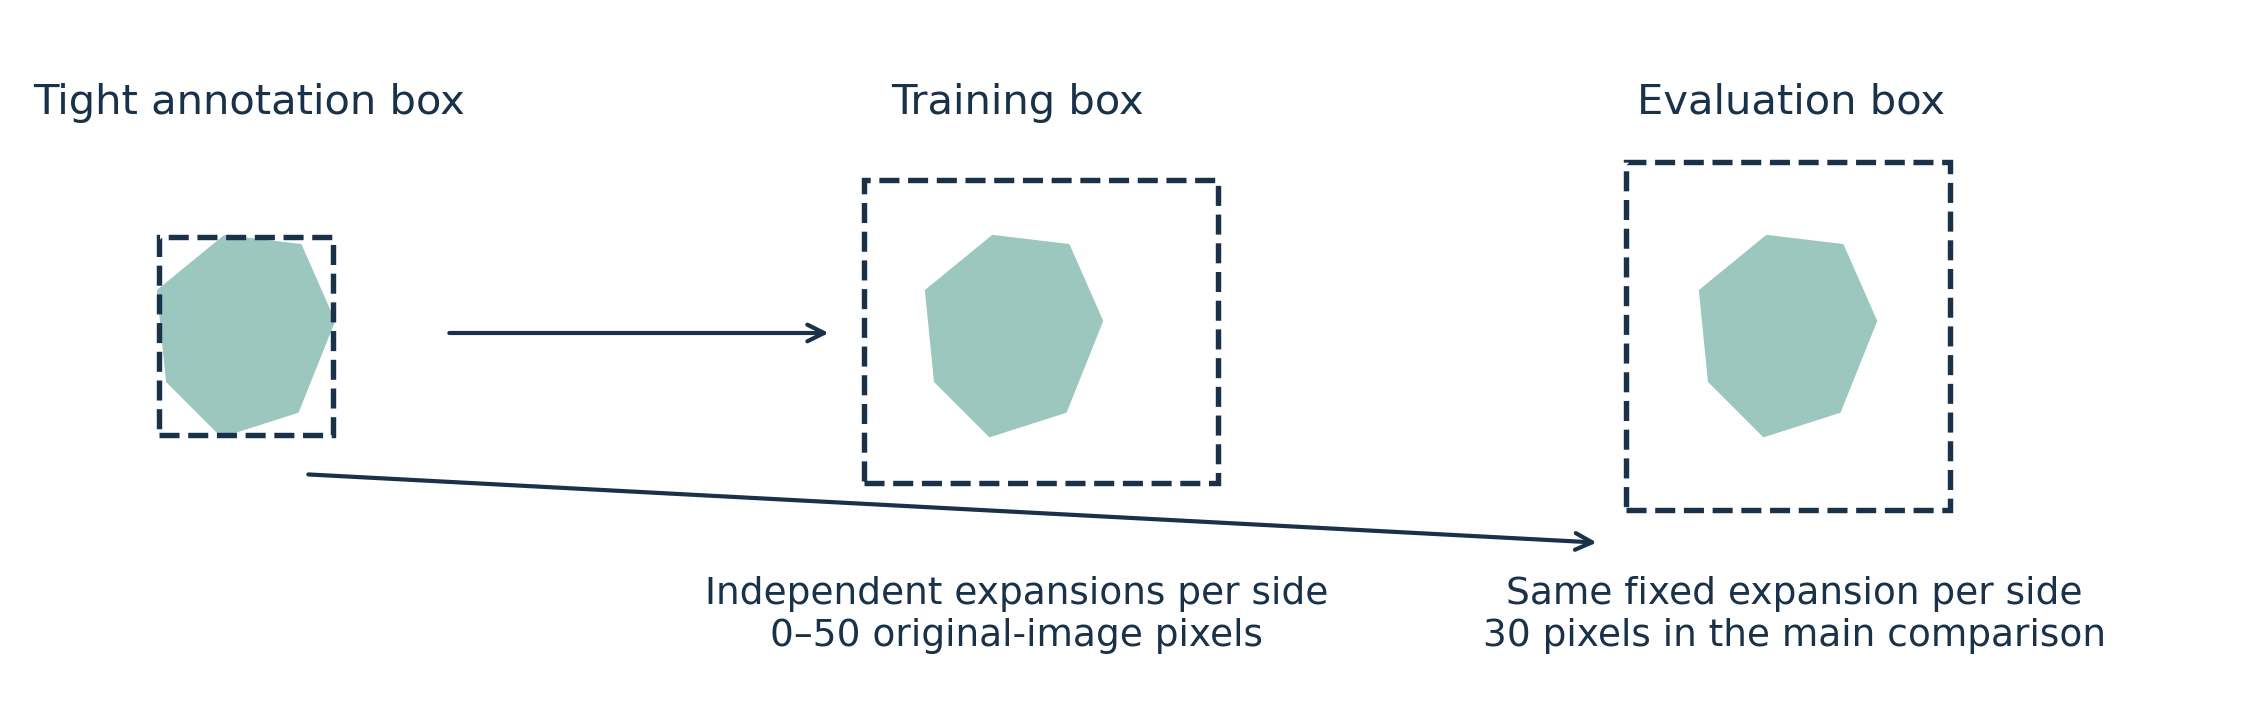 Tight annotation box
Training box
Evaluation box
Independent expansions per side
0–50 original-image pixels
Same fixed expansion per side
30 pixels in the main comparison